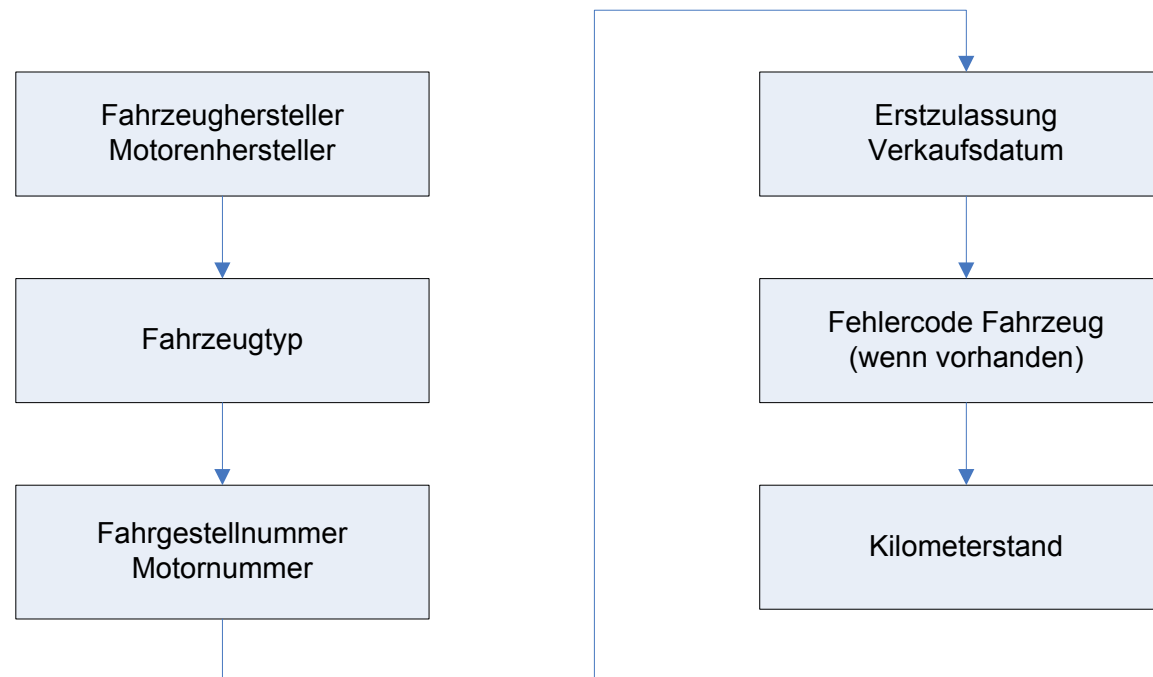 Fahrzeughersteller
Motorenhersteller
Fahrzeugtyp
Fahrgestellnummer
Motornummer
Erstzulassung
Verkaufsdatum
Fehlercode Fahrzeug
(wenn vorhanden)
Kilometerstand